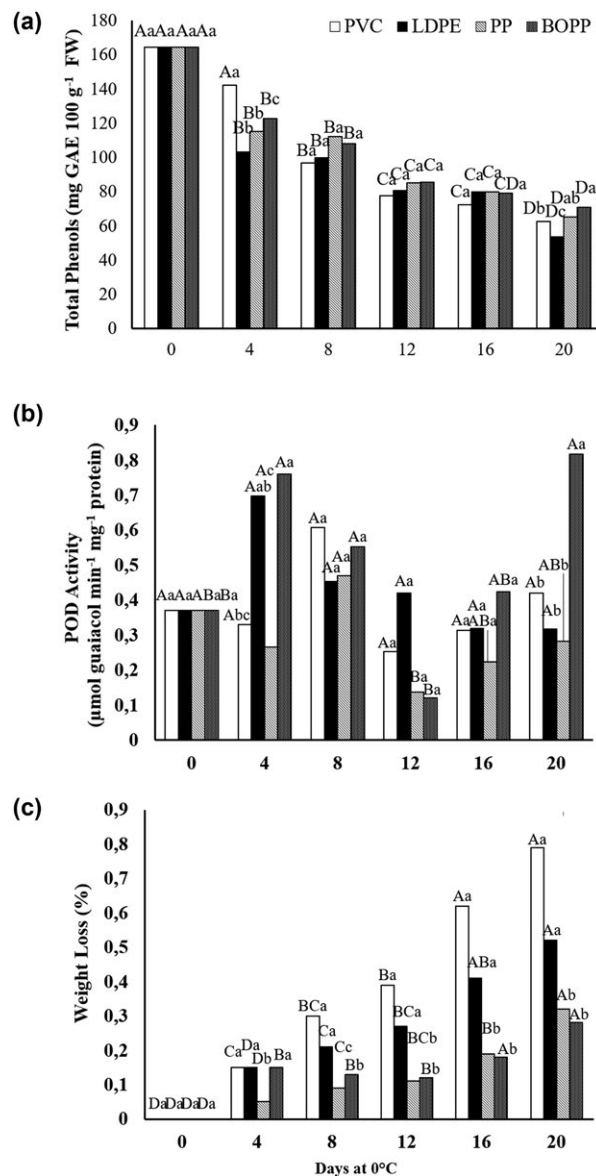 (a)
PVC LDPE PP BOPP
Total Phenols (mg GAE 100 g⁻¹ FW)
180
160
140
120
100
80
60
40
20
0
AaAa AaAa
Aa Bb Bb Bc
Ba Ba Ba Ba
Ca Ca CaCa
Ca Ca Ca CDa
Db Dc Dab Da
0 4 8 12 16 20
(b)
POD Activity
(µmol guaiacol min⁻¹ mg⁻¹ protein)
0,9
0,8
0,7
0,6
0,5
0,4
0,3
0,2
0,1
0
AaAaABaBa
Abc Aab Ac Aa
Aa Aa Aa Aa
Aa Aa Ba Ba
Aa Aa ABa ABa
Ab Ab ABb Aa
0 4 8 12 16 20
(c)
Weight Loss (%)
0,9
0,8
0,7
0,6
0,5
0,4
0,3
0,2
0,1
0
DaDaDaDa
Ca Da Db Ba
BCa Ca Cc Bb
Ba BCa BCb Bb
Aa ABa Bb Ab
Aa Aa Ab Ab
0 4 8 12 16 20
Days at 0°C